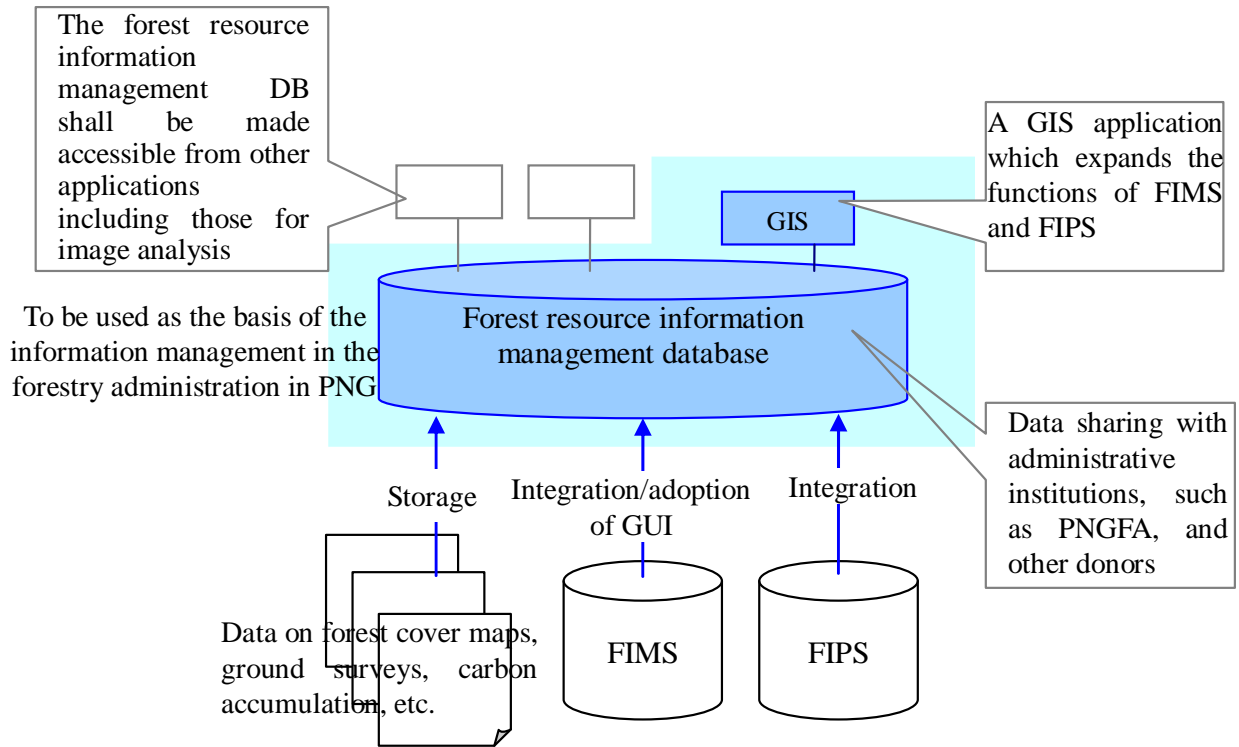 The forest resource
information
management DB
shall be made
accessible from other
applications
including those for
image analysis
A GIS application
which expands the
functions of FIMS
and FIPS
GIS
To be used as the basis of the
information management in the
forestry administration in PNG
Forest resource information
management database
Data sharing with
administrative
institutions, such
as PNGFA, and
other donors
Storage
Integration/adoption
of GUI
Integration
Data on forest cover maps,
ground surveys, carbon
accumulation, etc.
FIMS
FIPS